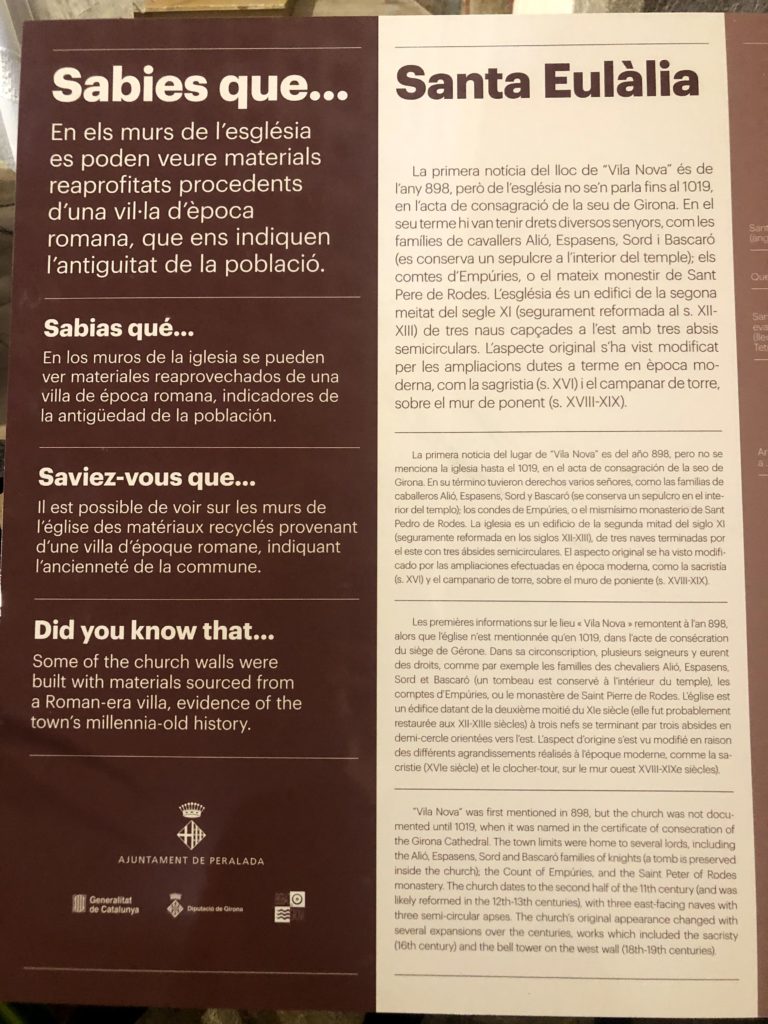 Sabies que...
En els murs de l'església
es poden veure materials
reaprofitats procedents
d'una vil·la d'època
romana, que ens indiquen
l'antiguitat de la població.
Sabias qué...
En los muros de la iglesia se pueden
ver materiales reaprovechados de una
villa de época romana, indicadores de
la antigüedad de la población.
Saviez-vous que...
Il est possible de voir sur les murs de
l'église des matériaux recyclés provenant
d'une villa d'époque romane, indiquant
l'ancienneté de la commune.
Did you know that...
Some of the church walls were
built with materials sourced from
a Roman-era villa, evidence of the
town's millennia-old history.
AJUNTAMENT DE PERALADA
Generalitat
de Catalunya
Diputació de Girona
Santa Eulàlia
La primera notícia del lloc de "Vila Nova" és de
l'any 898, però de l'església no se'n parla fins al 1019,
en l'acta de consagració de la seu de Girona. En el
seu terme hi van tenir drets diversos senyors, com les
famílies de cavallers Alió, Espasens, Sord i Bascaró
(es conserva un sepulcre a l'interior del temple); els
comtes d'Empúries, o el mateix monestir de Sant
Pere de Rodes. L'església és un edifici de la segona
meitat del segle XI (segurament reformada al s. XII-
XIII) de tres naus capçades a l'est amb tres absis
semicirculars. L'aspecte original s'ha vist modificat
per les ampliacions dutes a terme en època mo-
derna, com la sagristia (s. XVI) i el campanar de torre,
sobre el mur de ponent (s. XVIII-XIX).
La primera noticia del lugar de "Vila Nova" es del año 898, pero no se
menciona la iglesia hasta el 1019, en el acta de consagración de la seo de
Girona. En su término tuvieron derechos varios señores, como las familias de
caballeros Alió, Espasens, Sord y Bascaró (se conserva un sepulcro en el inte-
rior del templo); los condes de Empúries, o el mismísimo monasterio de Sant
Pedro de Rodes. La iglesia es un edificio de la segunda mitad del siglo XI
(seguramente reformada en los siglos XII-XIII), de tres naves terminadas por
el este con tres ábsides semicirculares. El aspecto original se ha visto modifi-
cado por las ampliaciones efectuadas en época moderna, como la sacristía
(s. XVI) y el campanario de torre, sobre el muro de poniente (s. XVIII-XIX).
Les premières informations sur le lieu « Vila Nova » remontent à l'an 898,
alors que l'église n'est mentionnée qu'en 1019, dans l'acte de consécration
du siège de Gérone. Dans sa circonscription, plusieurs seigneurs y eurent
des droits, comme par exemple les familles des chevaliers Alió, Espasens,
Sord et Bascaró (un tombeau est conservé à l'intérieur du temple), les
comptes d'Empúries, ou le monastère de Saint Pierre de Rodes. L'église est
un édifice datant de la deuxième moitié du XIe siècle (elle fut probablement
restaurée aux XII-XIIIe siècles) à trois nefs se terminant par trois absides en
demi-cercle orientées vers l'est. L'aspect d'origine s'est vu modifié en raison
des différents agrandissements réalisés à l'époque moderne, comme la sa-
cristie (XVIe siècle) et le clocher-tour, sur le mur ouest XVIII-XIXe siècles).
"Vila Nova" was first mentioned in 898, but the church was not docu-
mented until 1019, when it was named in the certificate of consecration of
the Girona Cathedral. The town limits were home to several lords, including
the Alió, Espasens, Sord and Bascaró families of knights (a tomb is preserved
inside the church); the Count of Empúries, and the Saint Peter of Rodes
monastery. The church dates to the second half of the 11th century (and was
likely reformed in the 12th-13th centuries), with three east-facing naves with
three semi-circular apses. The church's original appearance changed with
several expansions over the centuries, works which included the sacristy
(16th century) and the bell tower on the west wall (18th-19th centuries).